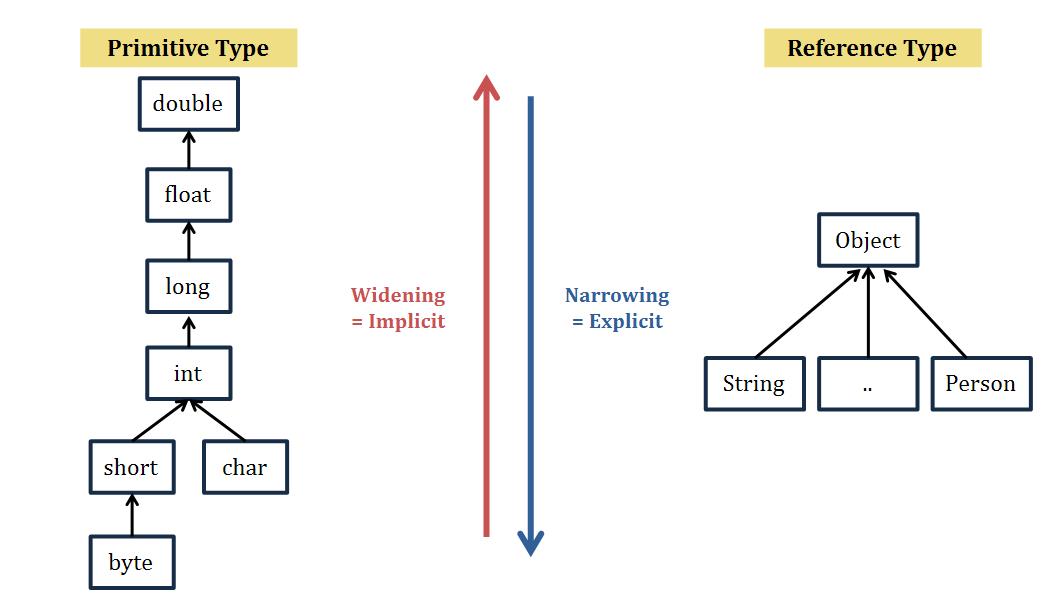 Primitive Type
Reference Type
double
float
Object
long
Widening
= Implicit
Narrowing
= Explicit
int
String
..
Person
short
char
byte